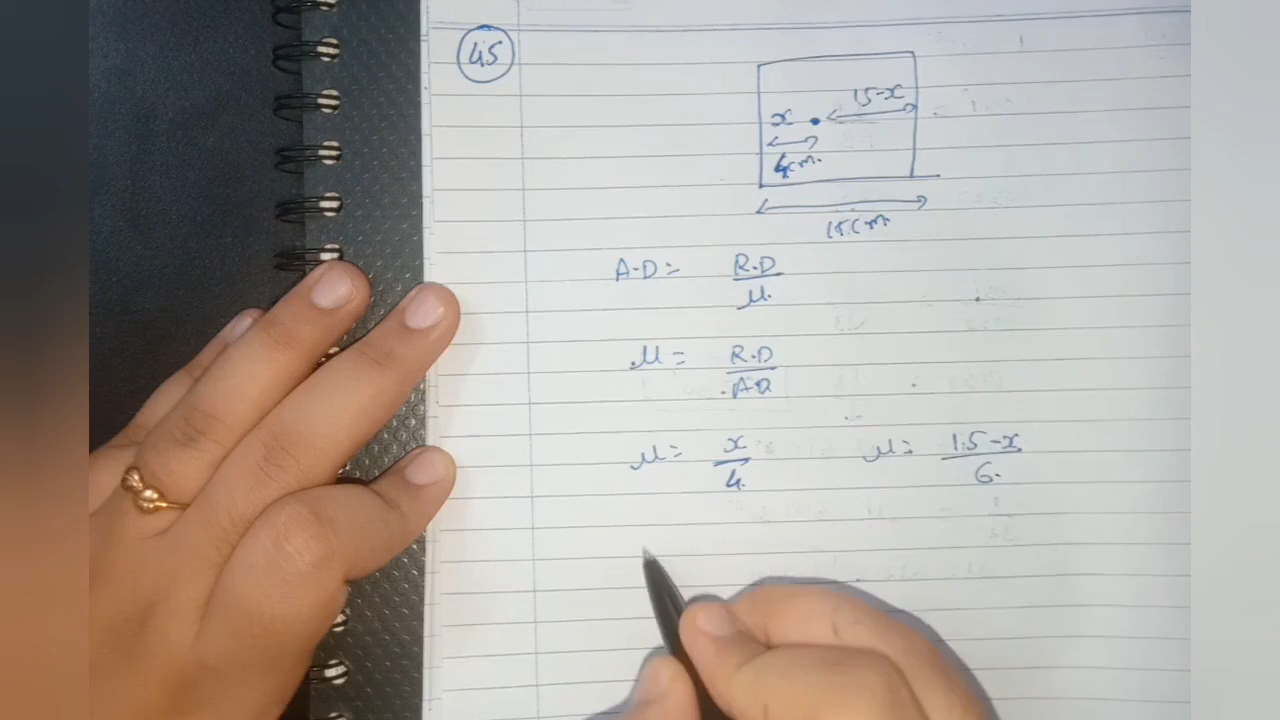 45
15-x
x
4cm.
15cm.
A.D = R.D
μ.
μ = R.D
A.D
μ = x
4.
μ = 15-x
6.